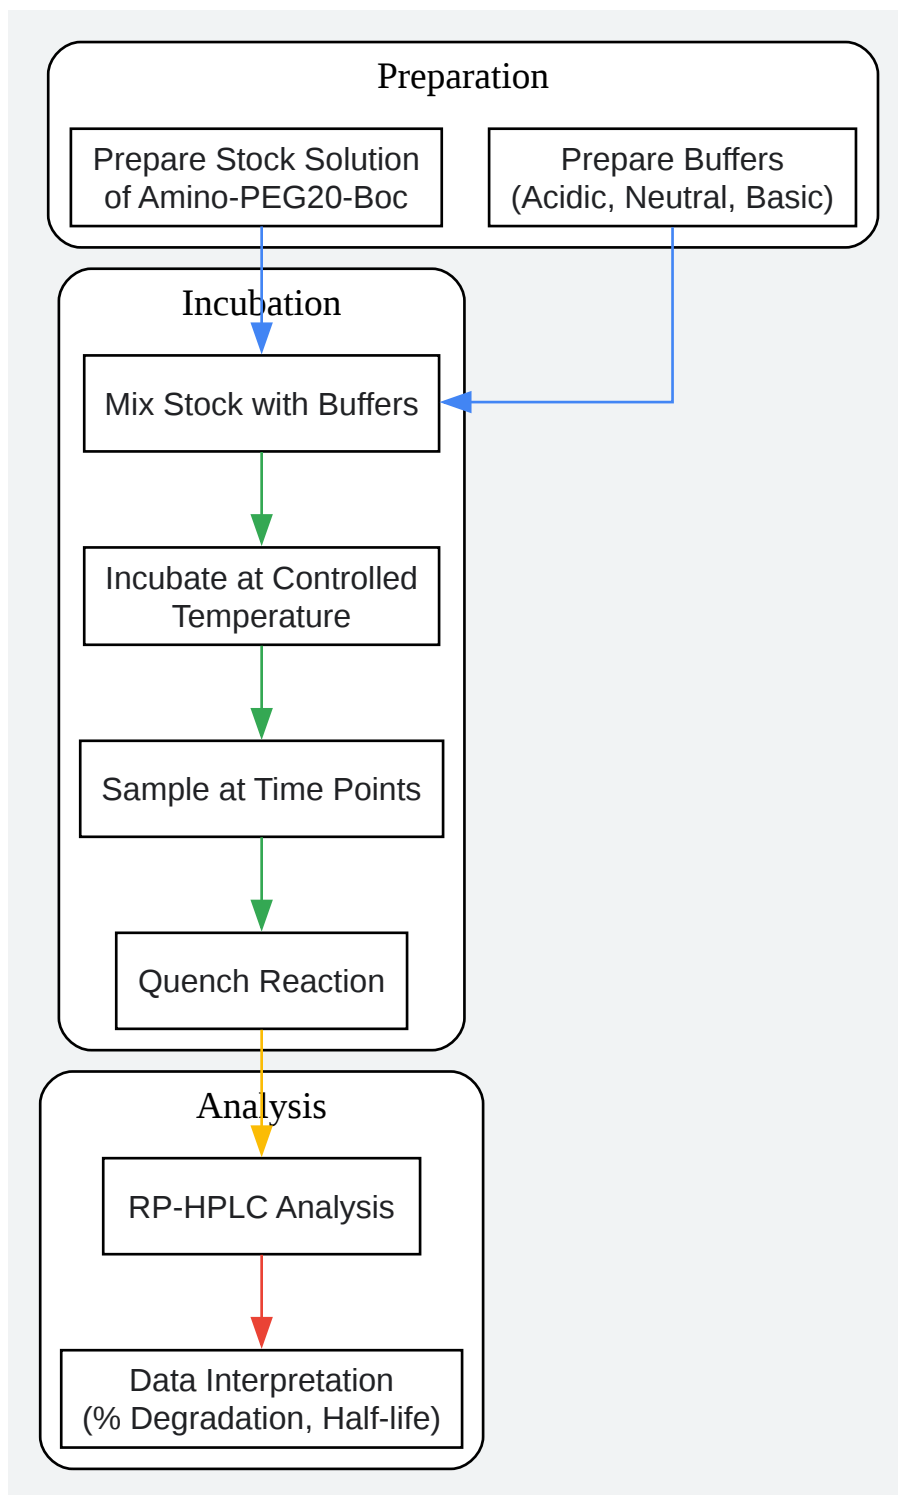 Preparation
Prepare Stock Solution
of Amino-PEG20-Boc
Prepare Buffers
(Acidic, Neutral, Basic)
Incubation
Mix Stock with Buffers
Incubate at Controlled
Temperature
Sample at Time Points
Quench Reaction
Analysis
RP-HPLC Analysis
Data Interpretation
(% Degradation, Half-life)